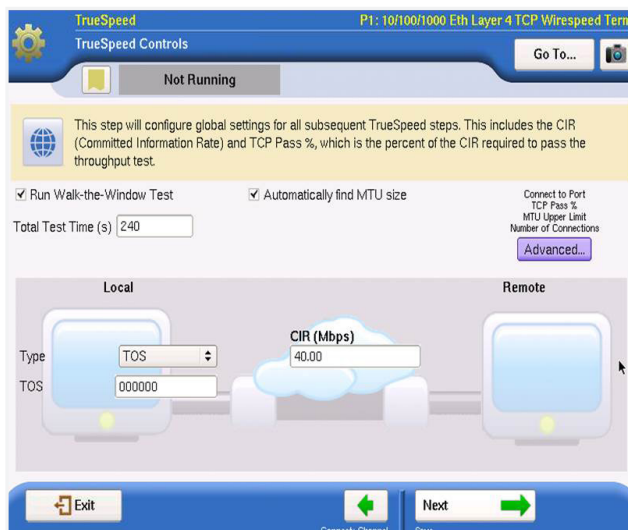 TrueSpeed
P1: 10/100/1000 Eth Layer 4 TCP Wirespeed Term
TrueSpeed Controls
Go To...
Not Running
This step will configure global settings for all subsequent TrueSpeed steps. This includes the CIR
(Committed Information Rate) and TCP Pass %, which is the percent of the CIR required to pass the
throughput test.
Run Walk-the-Window Test
Automatically find MTU size
Connect to Port
TCP Pass %
MTU Upper Limit
Number of Connections
Total Test Time (s) 240
Advanced...
Local
Remote
CIR (Mbps)
Type TOS 40.00
TOS 000000
Exit
Next